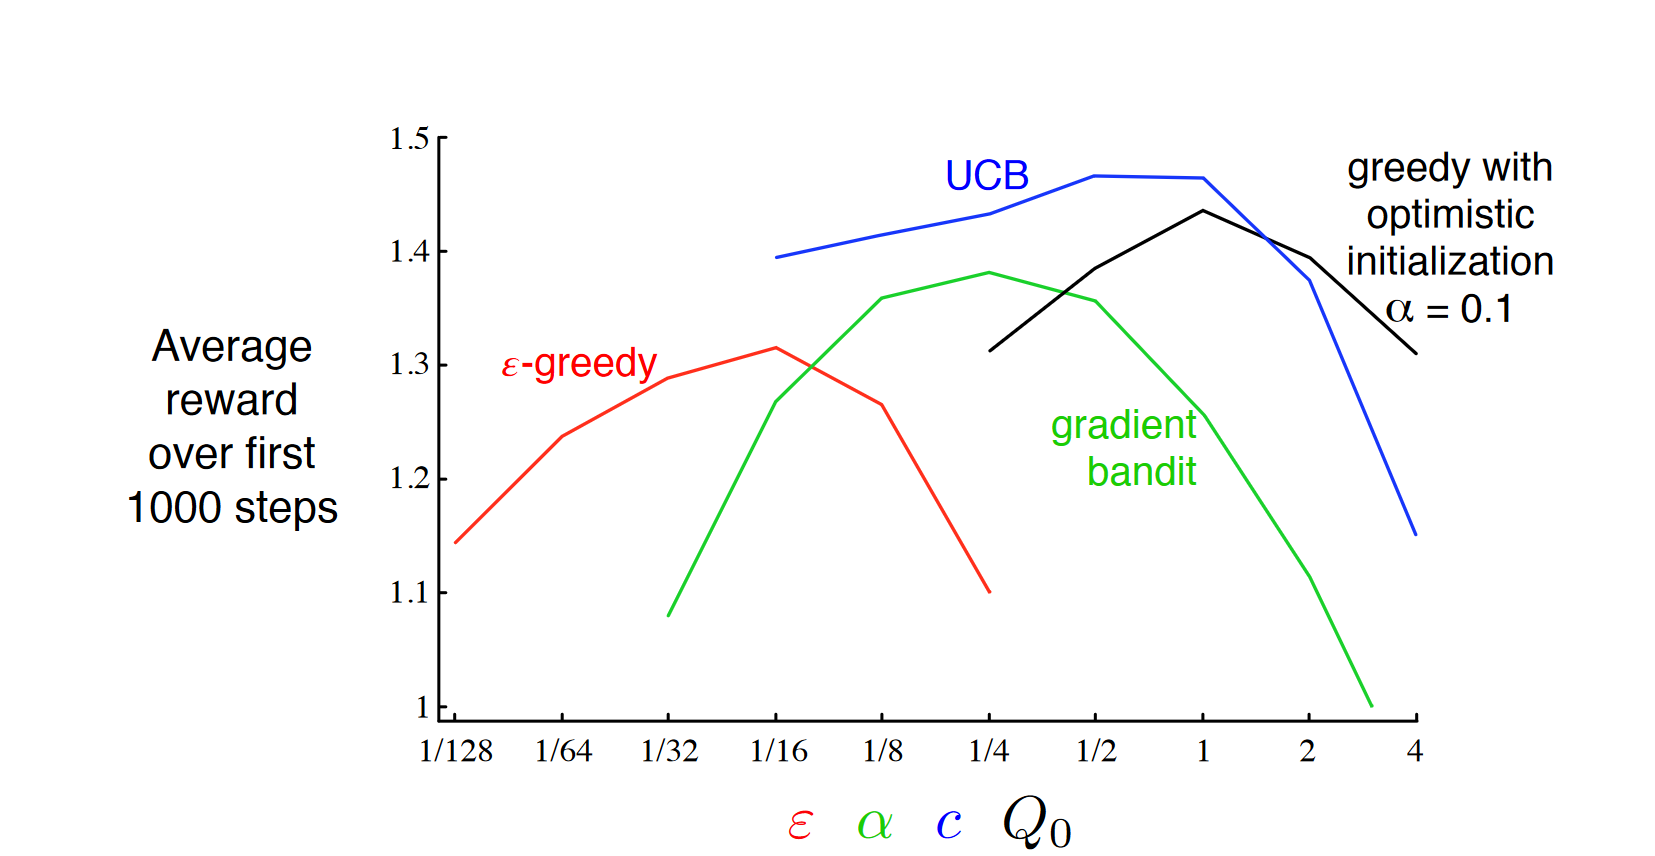 1.5
1.4
1.3
1.2
1.1
1
Average
reward
over first
1000 steps
ε-greedy
UCB
gradient
bandit
greedy with
optimistic
initialization
α = 0.1
1/128 1/64 1/32 1/16 1/8 1/4 1/2 1 2 4
ε α c Q₀